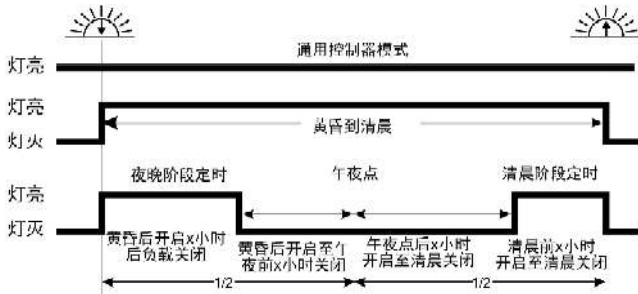 通用控制器模式
灯亮
灯亮
黄昏到清晨
灯火
夜晚阶段定时
午夜点
清晨阶段定时
灯亮
灯灭
黄昏后开启x小时
后负载关闭
黄昏后开启至午
夜前x小时关闭
午夜点后x小时
开启至清晨关闭
清晨前x小时
开启至清晨关闭
1/2
1/2